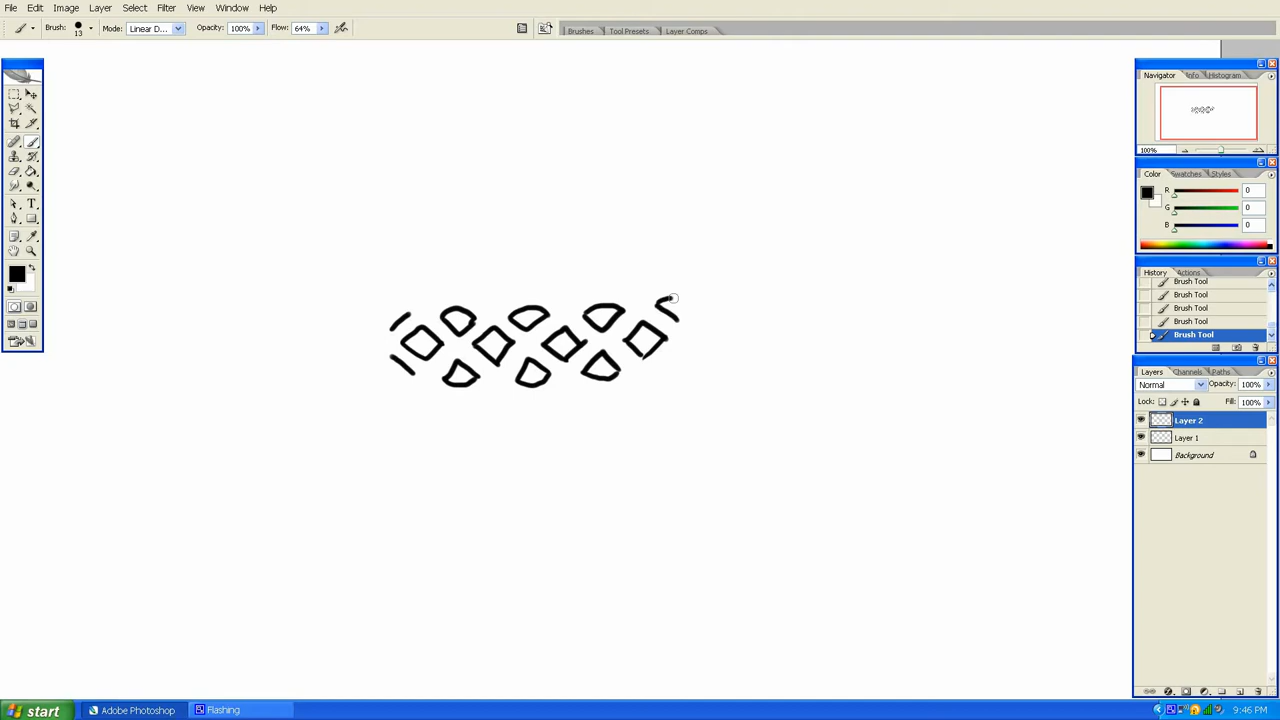 File Edit Image Layer Select Filter View Window Help
Brush: 13 Mode: Linear D... Opacity: 100% Flow: 64% Brushes Tool Presets Layer Comps
Navigator Info Histogram
100%
Color Swatches Styles
R 0
G 0
B 0
History Actions
Brush Tool
Brush Tool
Brush Tool
Brush Tool
Brush Tool
Layers Channels Paths
Normal Opacity: 100%
Lock: Fill: 100%
Layer 2
Layer 1
Background
start Adobe Photoshop Flashing 9:46 PM